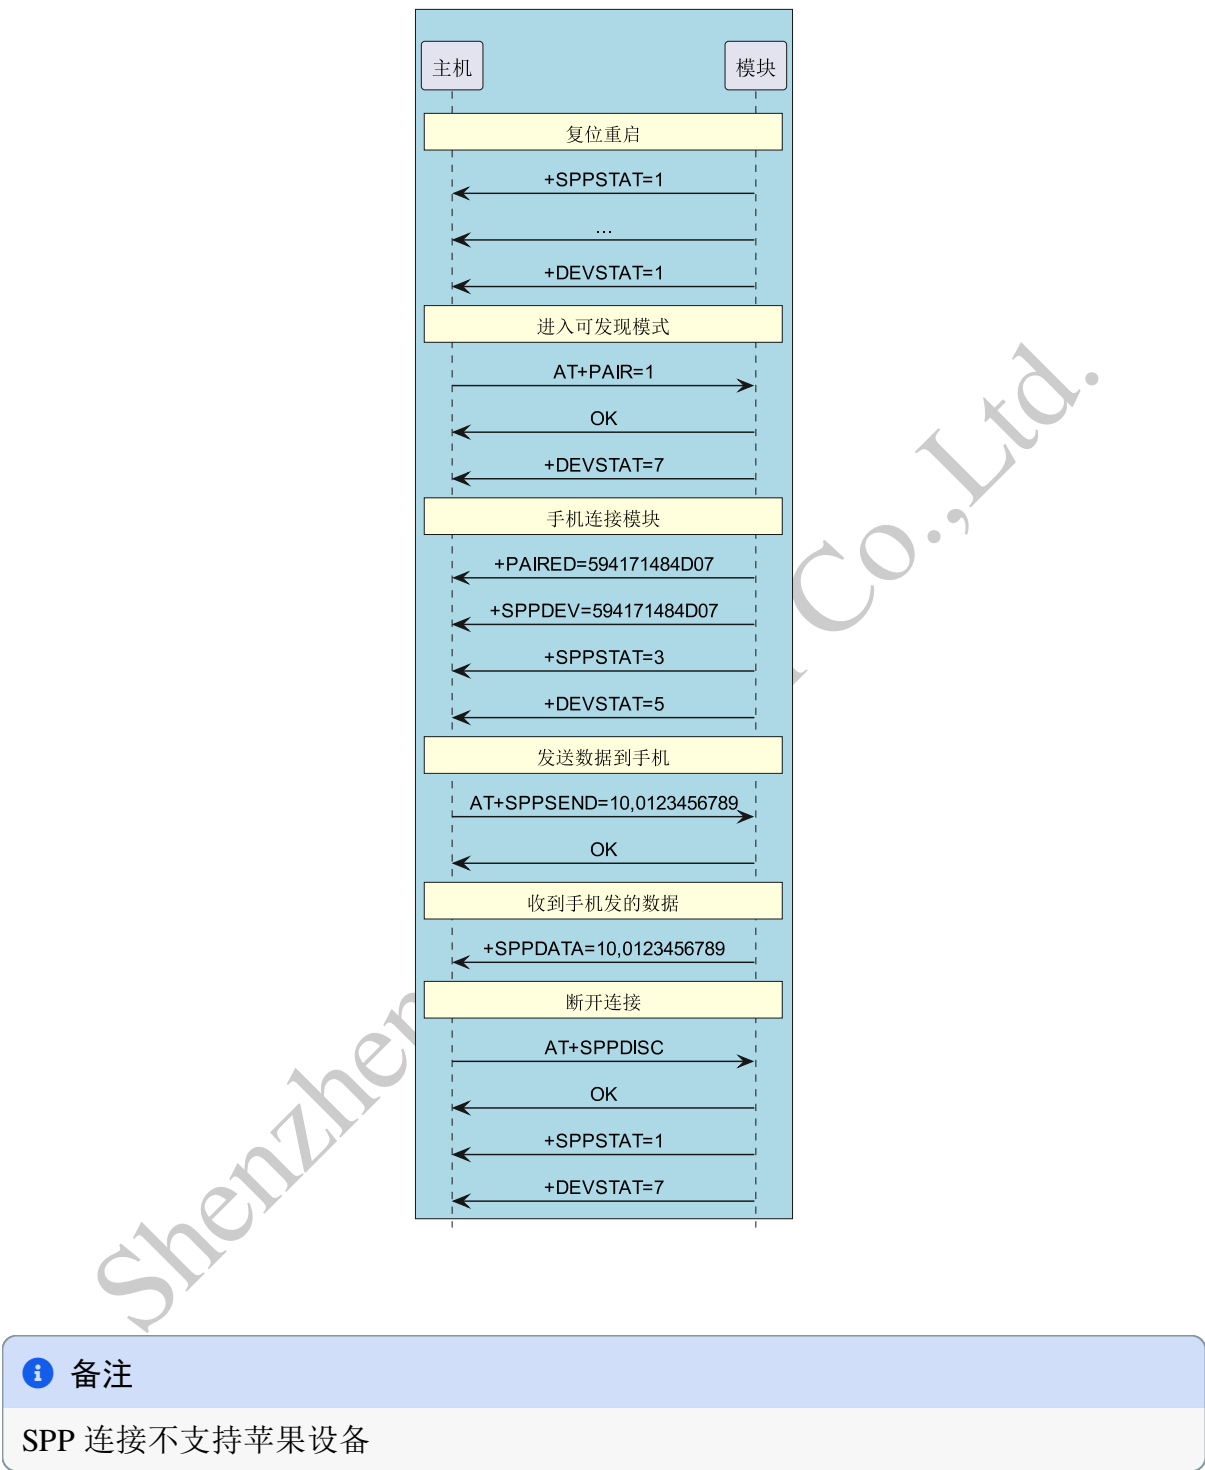 主机
模块
复位重启
+SPPSTAT=1
...
+DEVSTAT=1
进入可发现模式
AT+PAIR=1
OK
+DEVSTAT=7
手机连接模块
+PAIRED=594171484D07
+SPPDEV=594171484D07
+SPPSTAT=3
+DEVSTAT=5
发送数据到手机
AT+SPPSEND=10,0123456789
OK
收到手机发的数据
+SPPDATA=10,0123456789
断开连接
AT+SPPDISC
OK
+SPPSTAT=1
+DEVSTAT=7
Shenzhen Co.,Ltd.
备注
SPP 连接不支持苹果设备